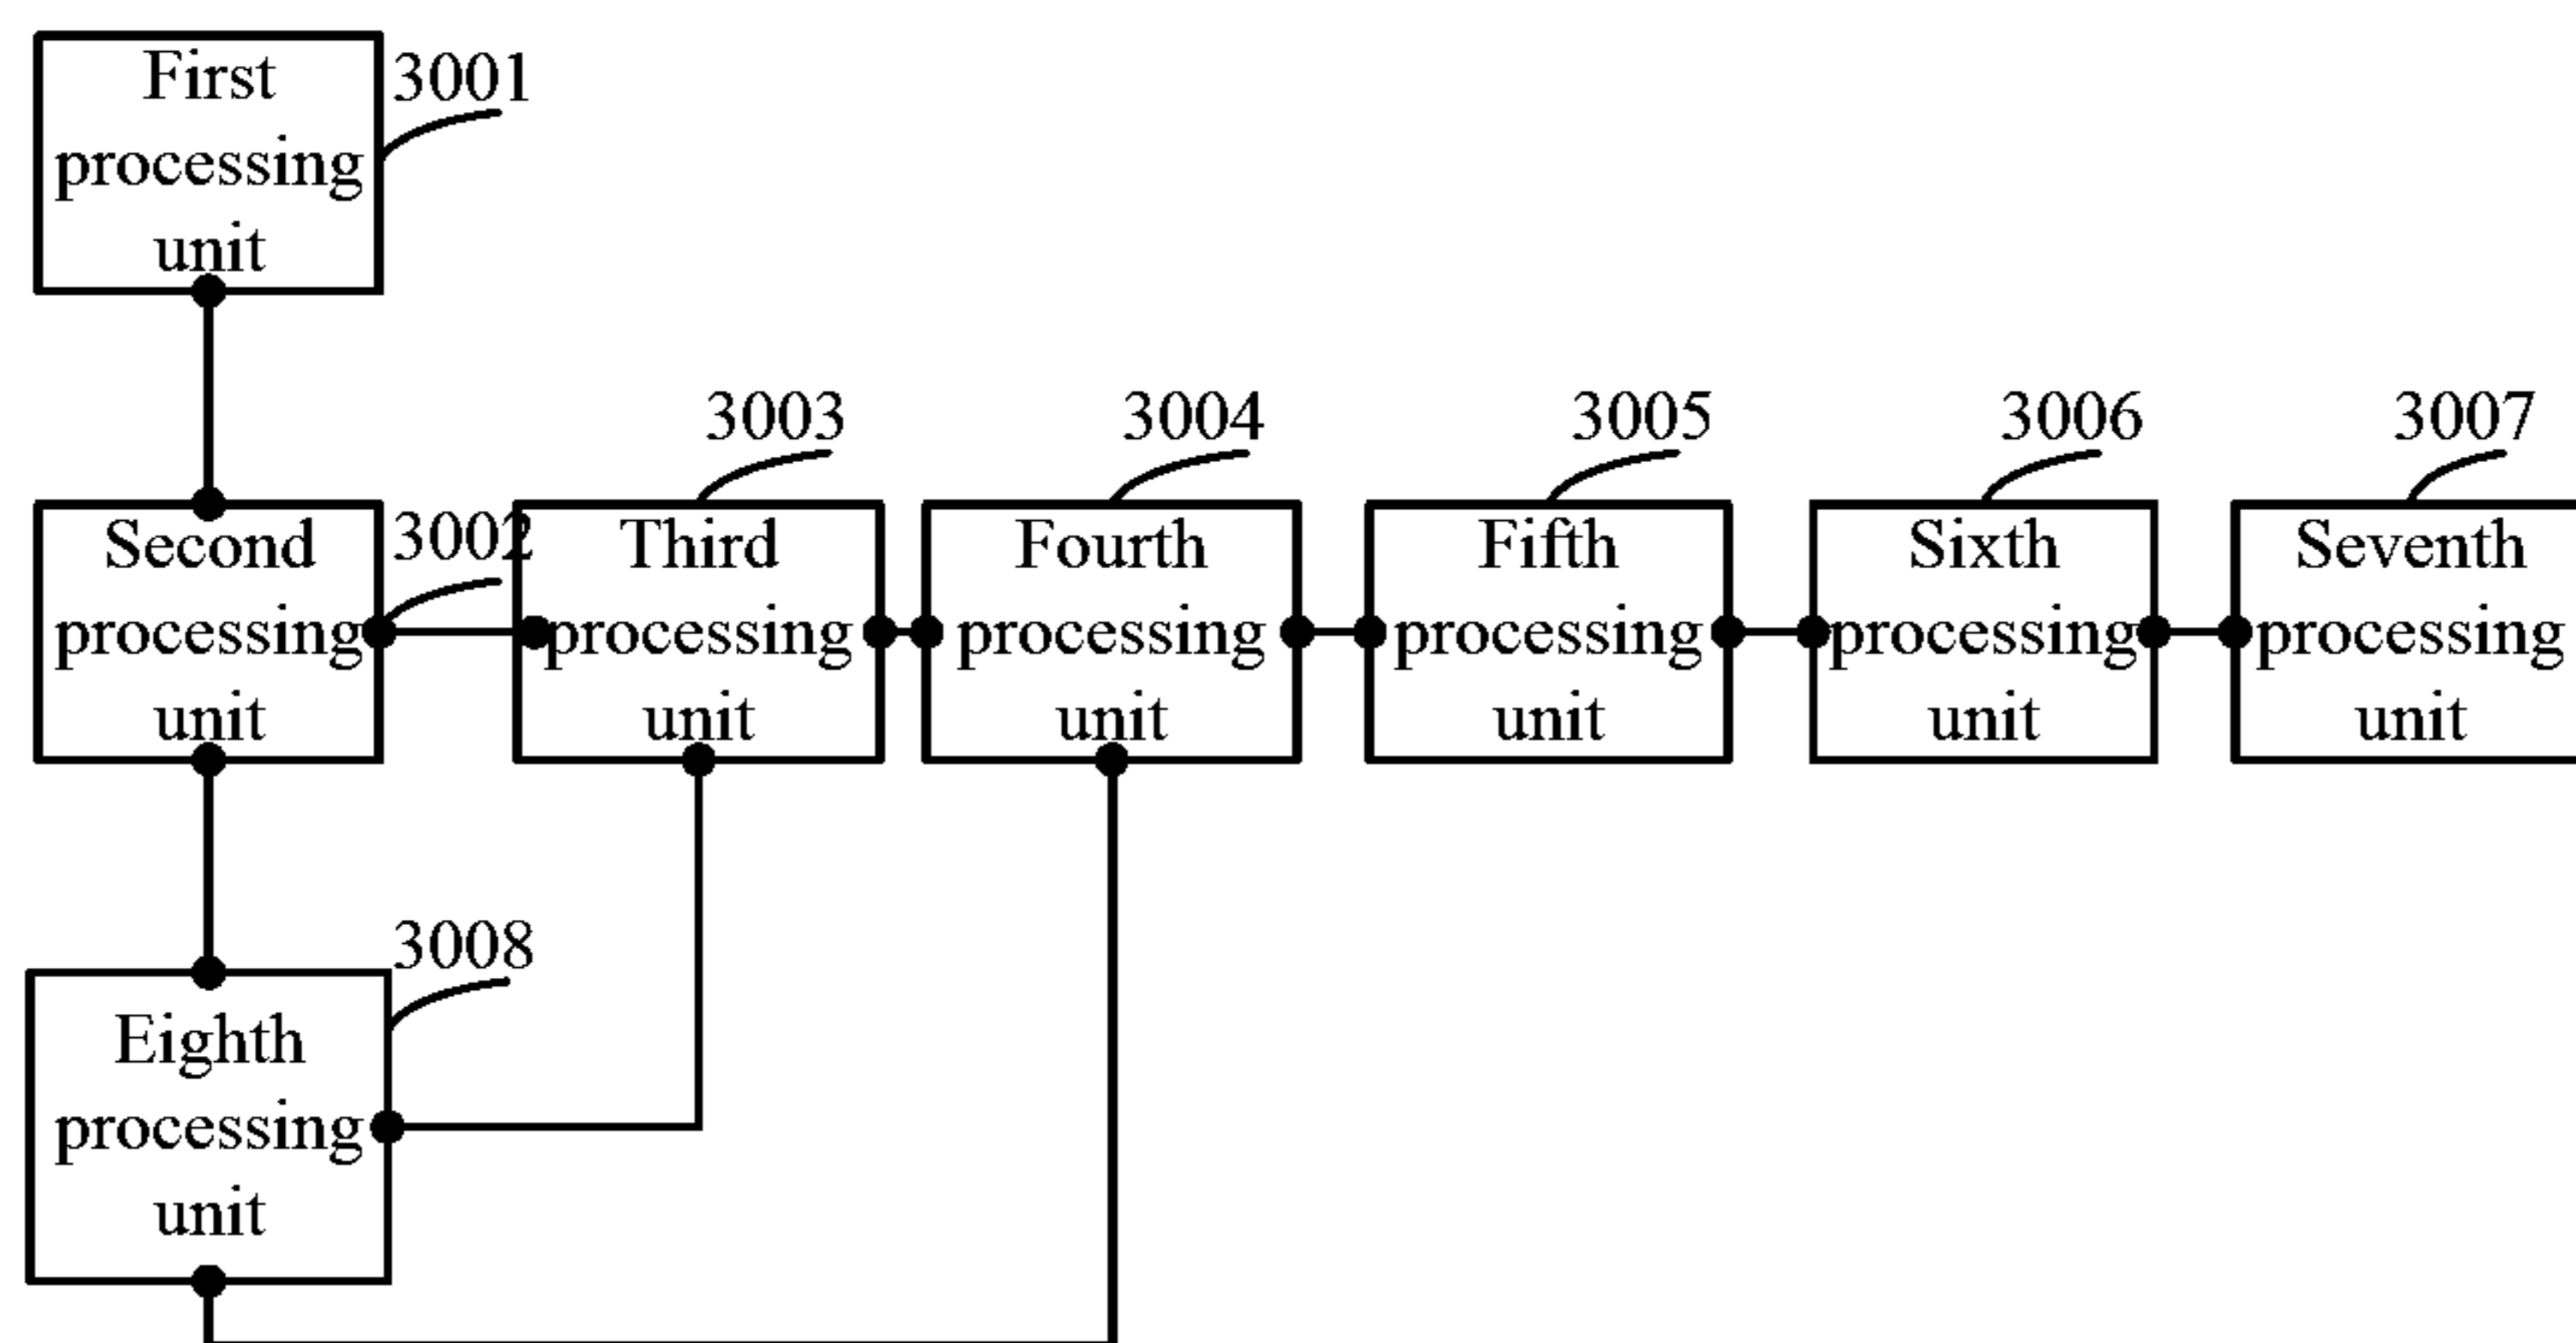 First
processing
unit
3001
Second
processing
unit
3002
3003
Third
processing
unit
3004
Fourth
processing
unit
3005
Fifth
processing
unit
3006
Sixth
processing
unit
3007
Seventh
processing
unit
3008
Eighth
processing
unit